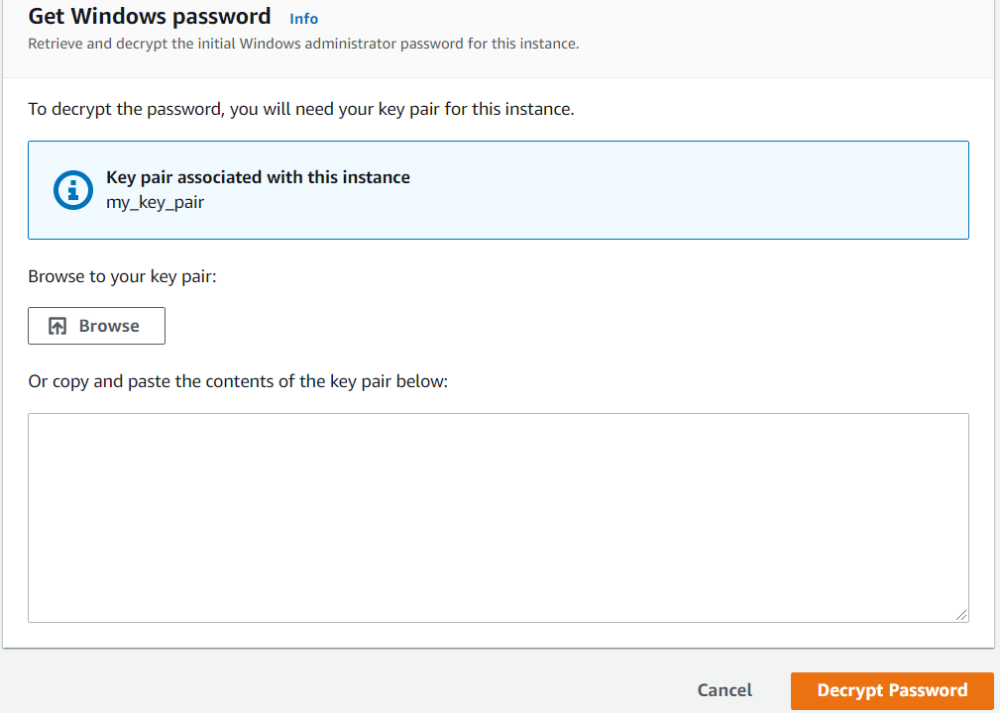 Get Windows password Info
Retrieve and decrypt the initial Windows administrator password for this instance.
To decrypt the password, you will need your key pair for this instance.
Key pair associated with this instance
my_key_pair
Browse to your key pair:
Browse
Or copy and paste the contents of the key pair below:
Cancel Decrypt Password